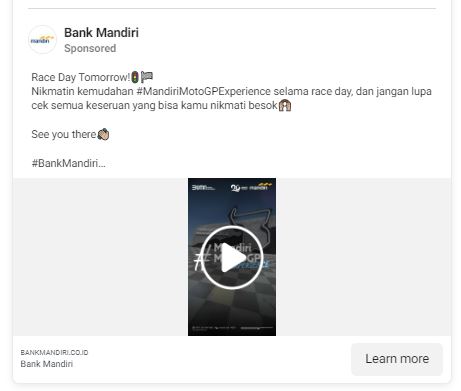 mandiri
Bank Mandiri
Sponsored
Race Day Tomorrow!🚦🏁
Nikmatin kemudahan #MandiriMotoGPExperience selama race day, dan jangan lupa
cek semua keseruan yang bisa kamu nikmati besok🙆🏻
See you there👏🏻
#BankMandiri...
BUMN
mandiri
#Mandiri
MotoGP
EXPERIENCE
BANKMANDIRI.CO.ID
Bank Mandiri
Learn more